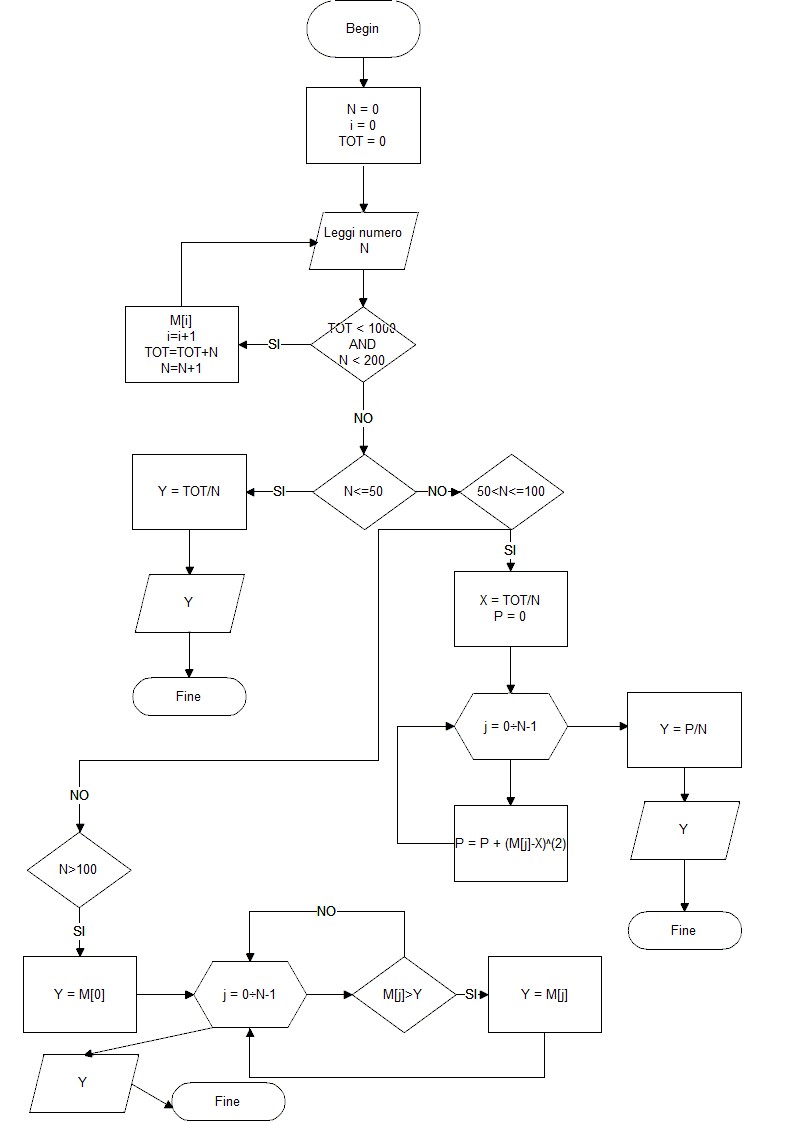 Begin
N = 0
i = 0
TOT = 0
Leggi numero
N
M[i]
i=i+1
TOT=TOT+N
N=N+1
SI
TOT < 1000
AND
N < 200
NO
Y = TOT/N
SI
N<=50
NO
50<N<=100
SI
Y
X = TOT/N
P = 0
Fine
j = 0÷N-1
Y = P/N
NO
P = P + (M[j]-X)^(2)
Y
N>100
SI
Fine
NO
Y = M[0]
j = 0÷N-1
M[j]>Y
SI
Y = M[j]
Y
Fine